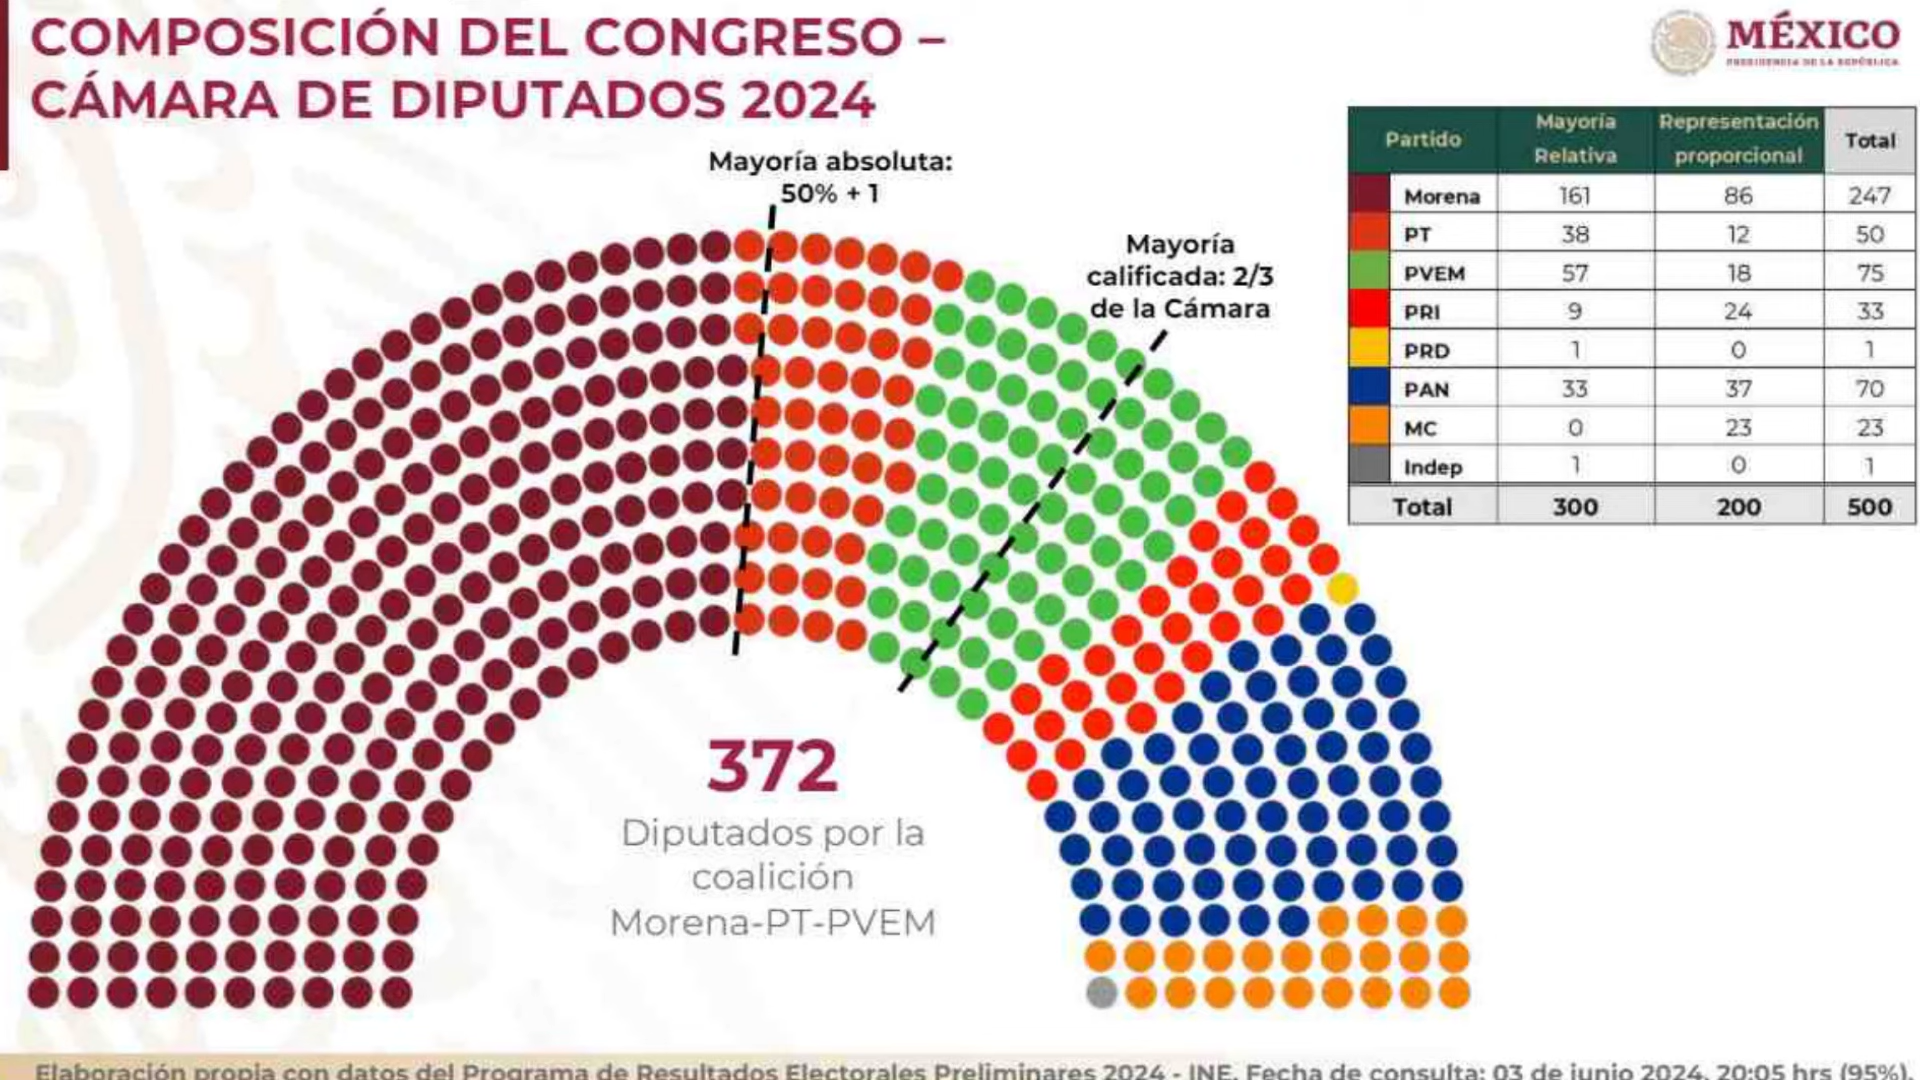 COMPOSICIÓN DEL CONGRESO –
CÁMARA DE DIPUTADOS 2024
MÉXICO
PRESIDENCIA DE LA REPÚBLICA
Mayoría absoluta:
50% + 1
Mayoría
calificada: 2/3
de la Cámara
Partido Mayoría Relativa Representación proporcional Total
Morena 161 86 247
PT 38 12 50
PVEM 57 18 75
PRI 9 24 33
PRD 1 0 1
PAN 33 37 70
MC 0 23 23
Indep 1 0 1
Total 300 200 500
372
Diputados por la
coalición
Morena-PT-PVEM
Elaboración propia con datos del Programa de Resultados Electorales Preliminares 2024 - INE. Fecha de consulta: 03 de junio 2024, 20:05 hrs (95%).